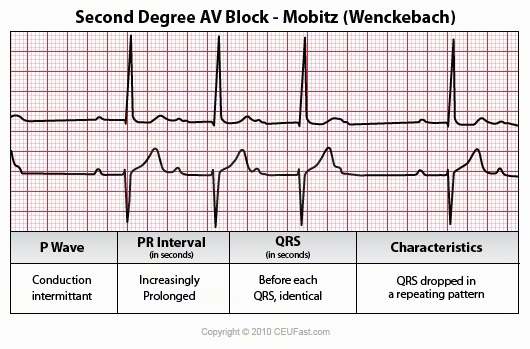 Second Degree AV Block - Mobitz (Wenckebach)
P Wave
PR Interval
(in seconds)
QRS
(in seconds)
Characteristics
Conduction
intermittant
Increasingly
Prolonged
Before each
QRS, identical
QRS dropped in
a repeating pattern
Copyright © 2010 CEUFast.com